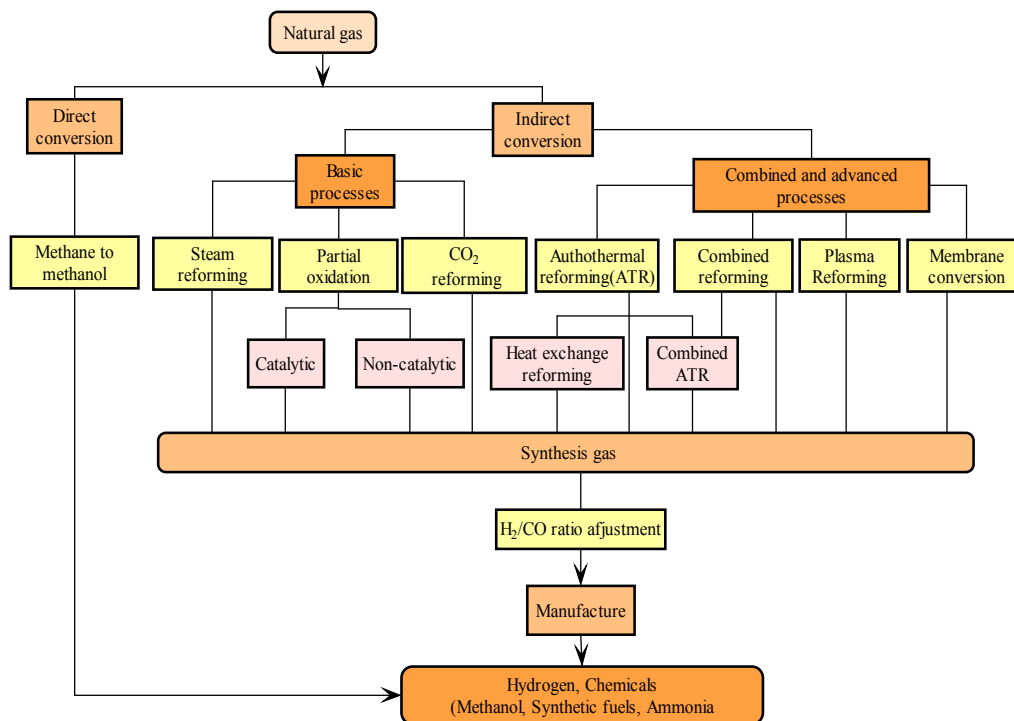 Natural gas
Direct
conversion
Indirect
conversion
Basic
processes
Combined and advanced
processes
Methane to
methanol
Steam
reforming
Partial
oxidation
CO₂
reforming
Authothermal
reforming(ATR)
Combined
reforming
Plasma
Reforming
Membrane
conversion
Catalytic
Non-catalytic
Heat exchange
reforming
Combined
ATR
Synthesis gas
H₂/CO ratio afjustment
Manufacture
Hydrogen, Chemicals
(Methanol, Synthetic fuels, Ammonia